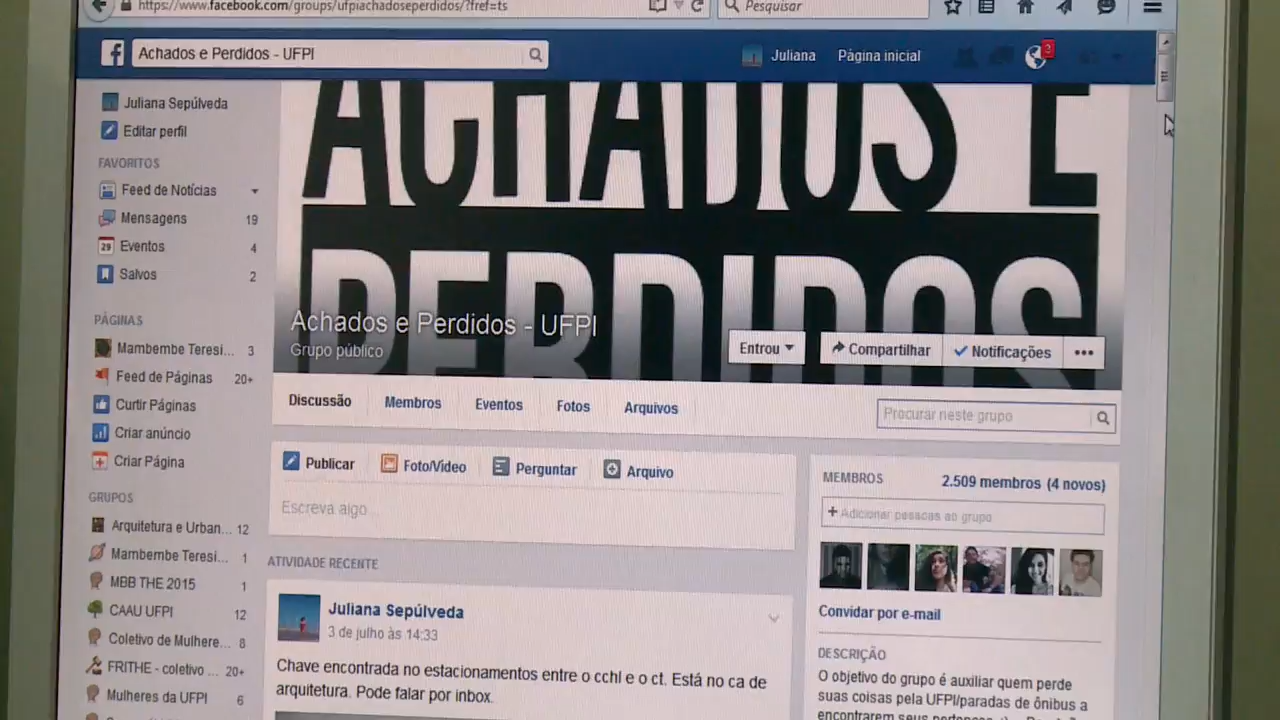 https://www.facebook.com/groups/ufpiachadoseperdidos/?fref=ts
Pesquisar
Achados e Perdidos - UFPI
Juliana
Página inicial
3
Juliana Sepúlveda
Editar perfil
FAVORITOS
Feed de Notícias
Mensagens 19
29 Eventos 4
Salvos 2
PÁGINAS
Mambembe Teresi... 3
Feed de Páginas 20+
Curtir Páginas
Criar anúncio
Criar Página
GRUPOS
Arquitetura e Urban... 12
Mambembe Teresi... 1
MBB THE 2015 1
CAAU UFPI 12
Coletivo de Mulhere... 8
FRITHE - coletivo ... 20+
Mulheres da UFPI 6
ACHADOS E
PERDIDOS
Achados e Perdidos - UFPI
Grupo público
Entrou
Compartilhar
Notificações
Discussão
Membros
Eventos
Fotos
Arquivos
Procurar neste grupo
Publicar
Foto/Vídeo
Perguntar
Arquivo
Escreva algo...
ATIVIDADE RECENTE
Juliana Sepúlveda
3 de julho às 14:33
Chave encontrada no estacionamentos entre o cchl e o ct. Está no ca de
arquitetura. Pode falar por inbox.
MEMBROS
2.509 membros (4 novos)
+ Adicionar pessoas ao grupo
Convidar por e-mail
DESCRIÇÃO
O objetivo do grupo é auxiliar quem perde
suas coisas pela UFPI/paradas de ônibus a
encontrarem seus